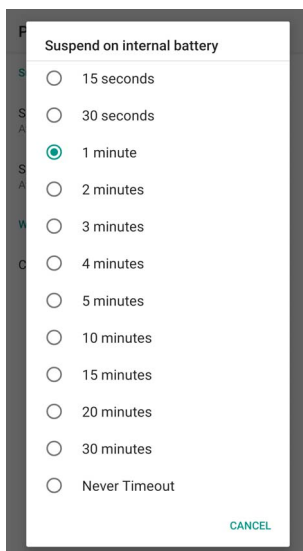 Suspend on internal battery
15 seconds
30 seconds
1 minute
2 minutes
3 minutes
4 minutes
5 minutes
10 minutes
15 minutes
20 minutes
30 minutes
Never Timeout
CANCEL